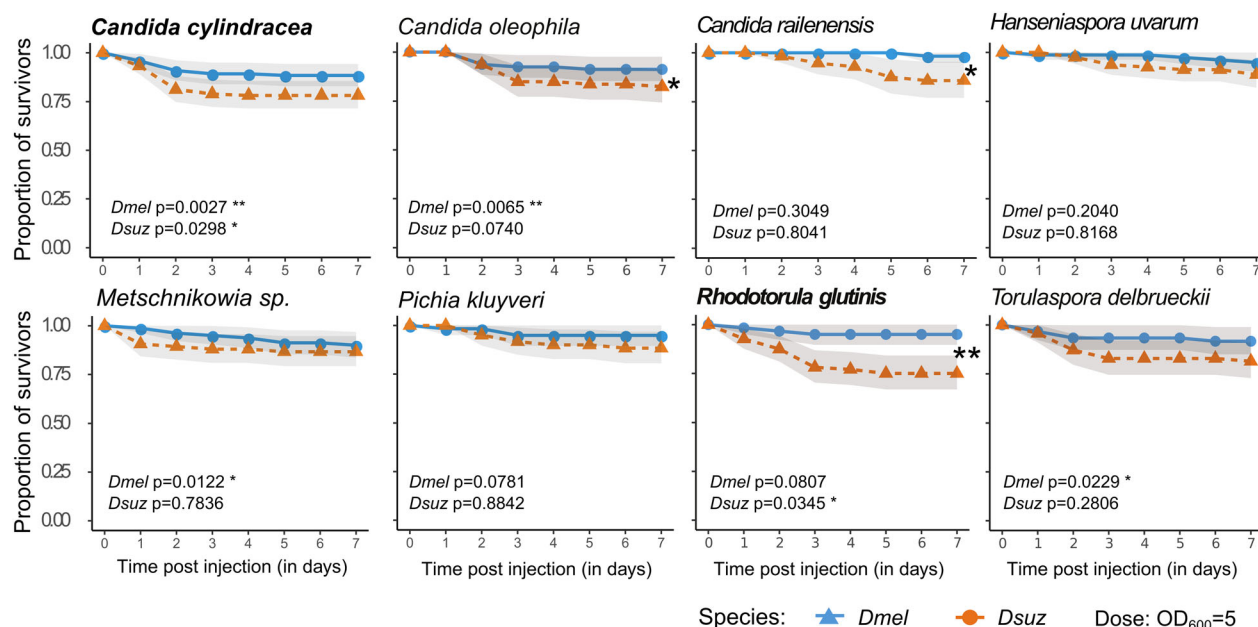 Candida cylindracea
Candida oleophila
Candida railenensis
Hanseniaspora uvarum
Proportion of survivors
1.00
0.75
0.50
0.25
0.00
Dmel p=0.0027 **
Dsuz p=0.0298 *
0 1 2 3 4 5 6 7
*
Dmel p=0.0065 **
Dsuz p=0.0740
0 1 2 3 4 5 6 7
*
Dmel p=0.3049
Dsuz p=0.8041
0 1 2 3 4 5 6 7
Dmel p=0.2040
Dsuz p=0.8168
0 1 2 3 4 5 6 7
Metschnikowia sp.
Pichia kluyveri
Rhodotorula glutinis
Torulaspora delbrueckii
Proportion of survivors
1.00
0.75
0.50
0.25
0.00
Dmel p=0.0122 *
Dsuz p=0.7836
0 1 2 3 4 5 6 7
Time post injection (in days)
Dmel p=0.0781
Dsuz p=0.8842
0 1 2 3 4 5 6 7
Time post injection (in days)
**
Dmel p=0.0807
Dsuz p=0.0345 *
0 1 2 3 4 5 6 7
Time post injection (in days)
Dmel p=0.0229 *
Dsuz p=0.2806
0 1 2 3 4 5 6 7
Time post injection (in days)
Species: Dmel Dsuz Dose: OD600=5